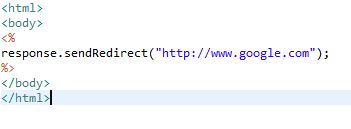 <html>
<body>
<%
response.sendRedirect("http://www.google.com");
%>
</body>
</html>